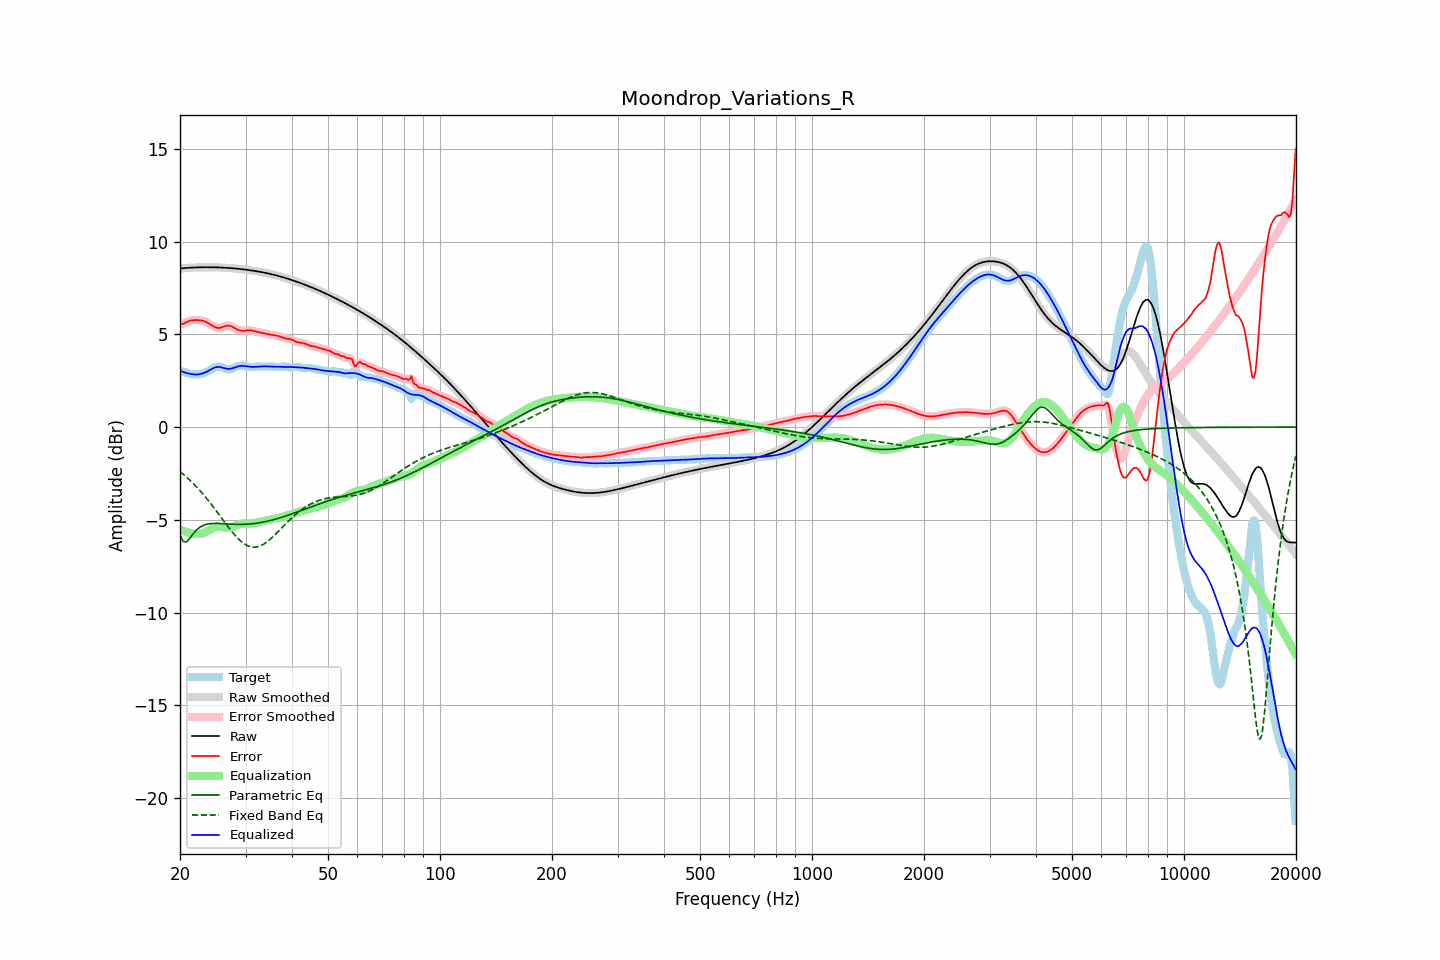 Moondrop_Variations_R
15
10
5
0
−5
−10
−15
−20
Amplitude (dBr)
Target
Raw Smoothed
Error Smoothed
Raw
Error
Equalization
Parametric Eq
Fixed Band Eq
Equalized
20 50 100 200 500 1000 2000 5000 10000 20000
Frequency (Hz)